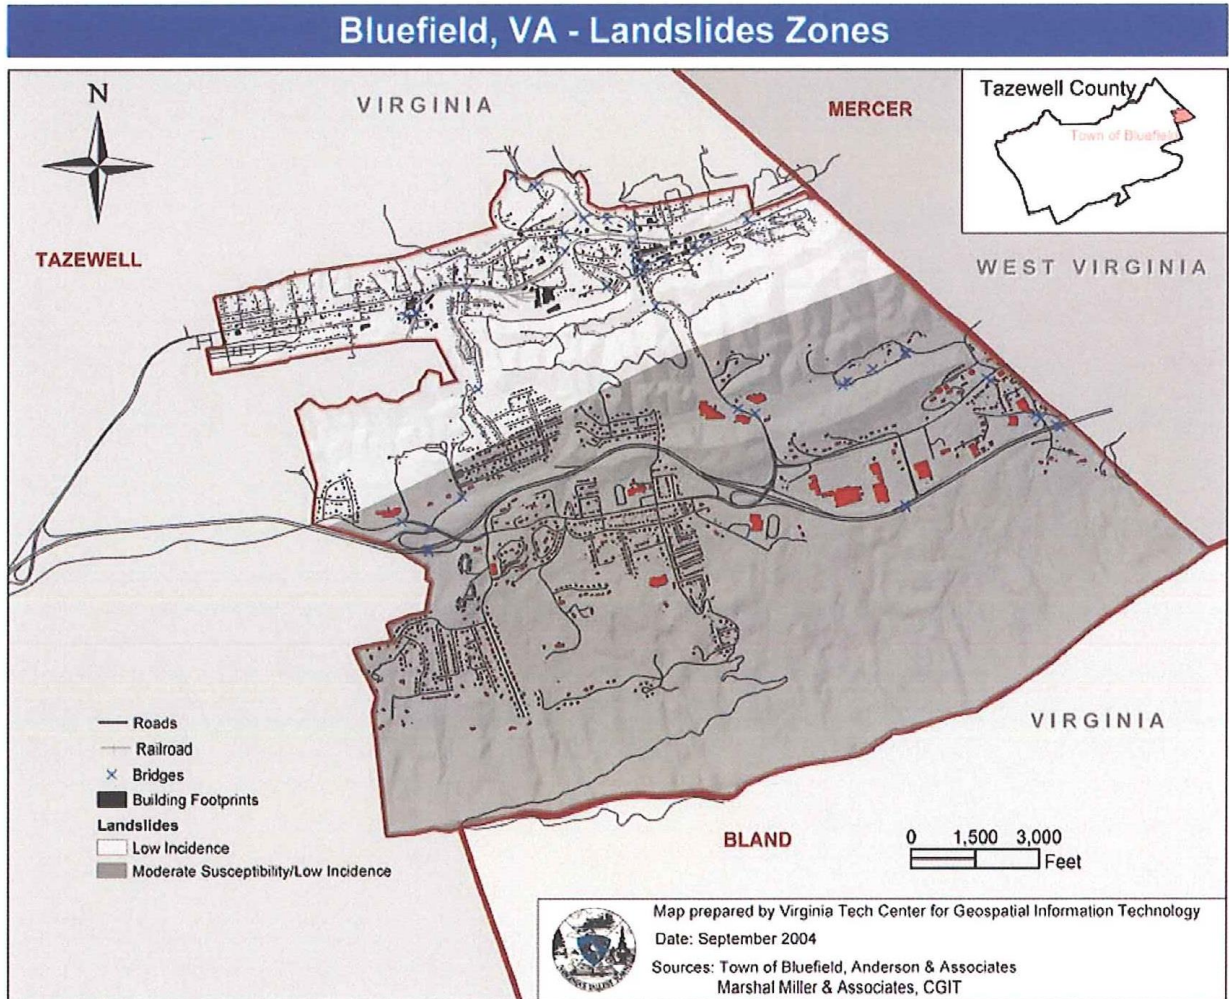 Bluefield, VA - Landslides Zones
N
VIRGINIA
MERCER
Tazewell County
Town of Bluefield
TAZEWELL
WEST VIRGINIA
VIRGINIA
Roads
Railroad
Bridges
Building Footprints
Landslides
Low Incidence
Moderate Susceptibility/Low Incidence
BLAND
0 1,500 3,000
Feet
Map prepared by Virginia Tech Center for Geospatial Information Technology
Date: September 2004
Sources: Town of Bluefield, Anderson & Associates
Marshal Miller & Associates, CGIT